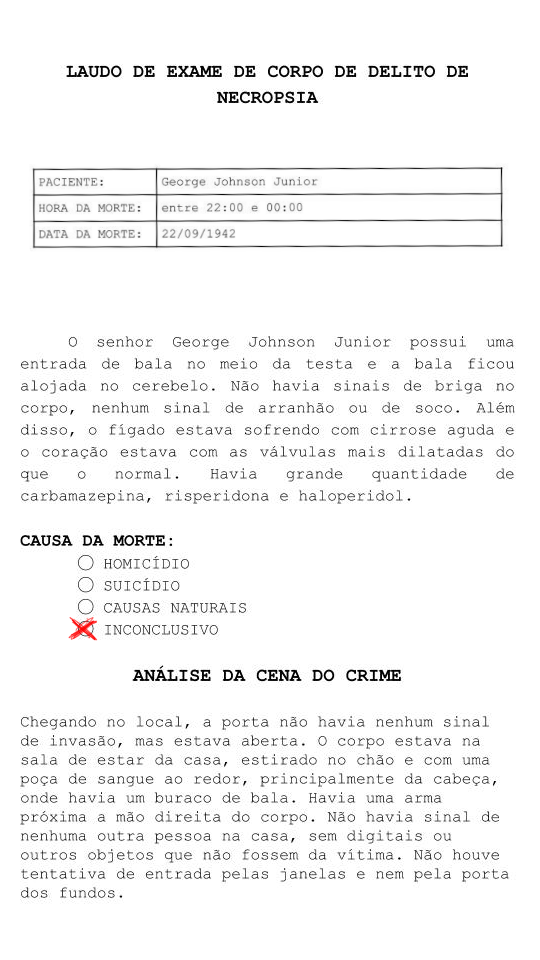 LAUDO DE EXAME DE CORPO DE DELITO DE
NECROPSIA
PACIENTE: George Johnson Junior
HORA DA MORTE: entre 22:00 e 00:00
DATA DA MORTE: 22/09/1942
O senhor George Johnson Junior possui uma
entrada de bala no meio da testa e a bala ficou
alojada no cerebelo. Não havia sinais de briga no
corpo, nenhum sinal de arranhão ou de soco. Além
disso, o fígado estava sofrendo com cirrose aguda e
o coração estava com as válvulas mais dilatadas do
que o normal. Havia grande quantidade de
carbamazepina, risperidona e haloperidol.
CAUSA DA MORTE:
HOMICÍDIO
SUICÍDIO
CAUSAS NATURAIS
INCONCLUSIVO
ANÁLISE DA CENA DO CRIME
Chegando no local, a porta não havia nenhum sinal
de invasão, mas estava aberta. O corpo estava na
sala de estar da casa, estirado no chão e com uma
poça de sangue ao redor, principalmente da cabeça,
onde havia um buraco de bala. Havia uma arma
próxima a mão direita do corpo. Não havia sinal de
nenhuma outra pessoa na casa, sem digitais ou
outros objetos que não fossem da vítima. Não houve
tentativa de entrada pelas janelas e nem pela porta
dos fundos.